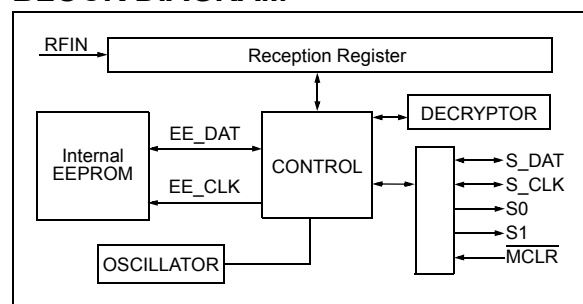 BLOCK DIAGRAM
RFIN
Reception Register
DECRYPTOR
Internal
EEPROM
EE_DAT
EE_CLK
CONTROL
OSCILLATOR
S_DAT
S_CLK
S0
S1
MCLR